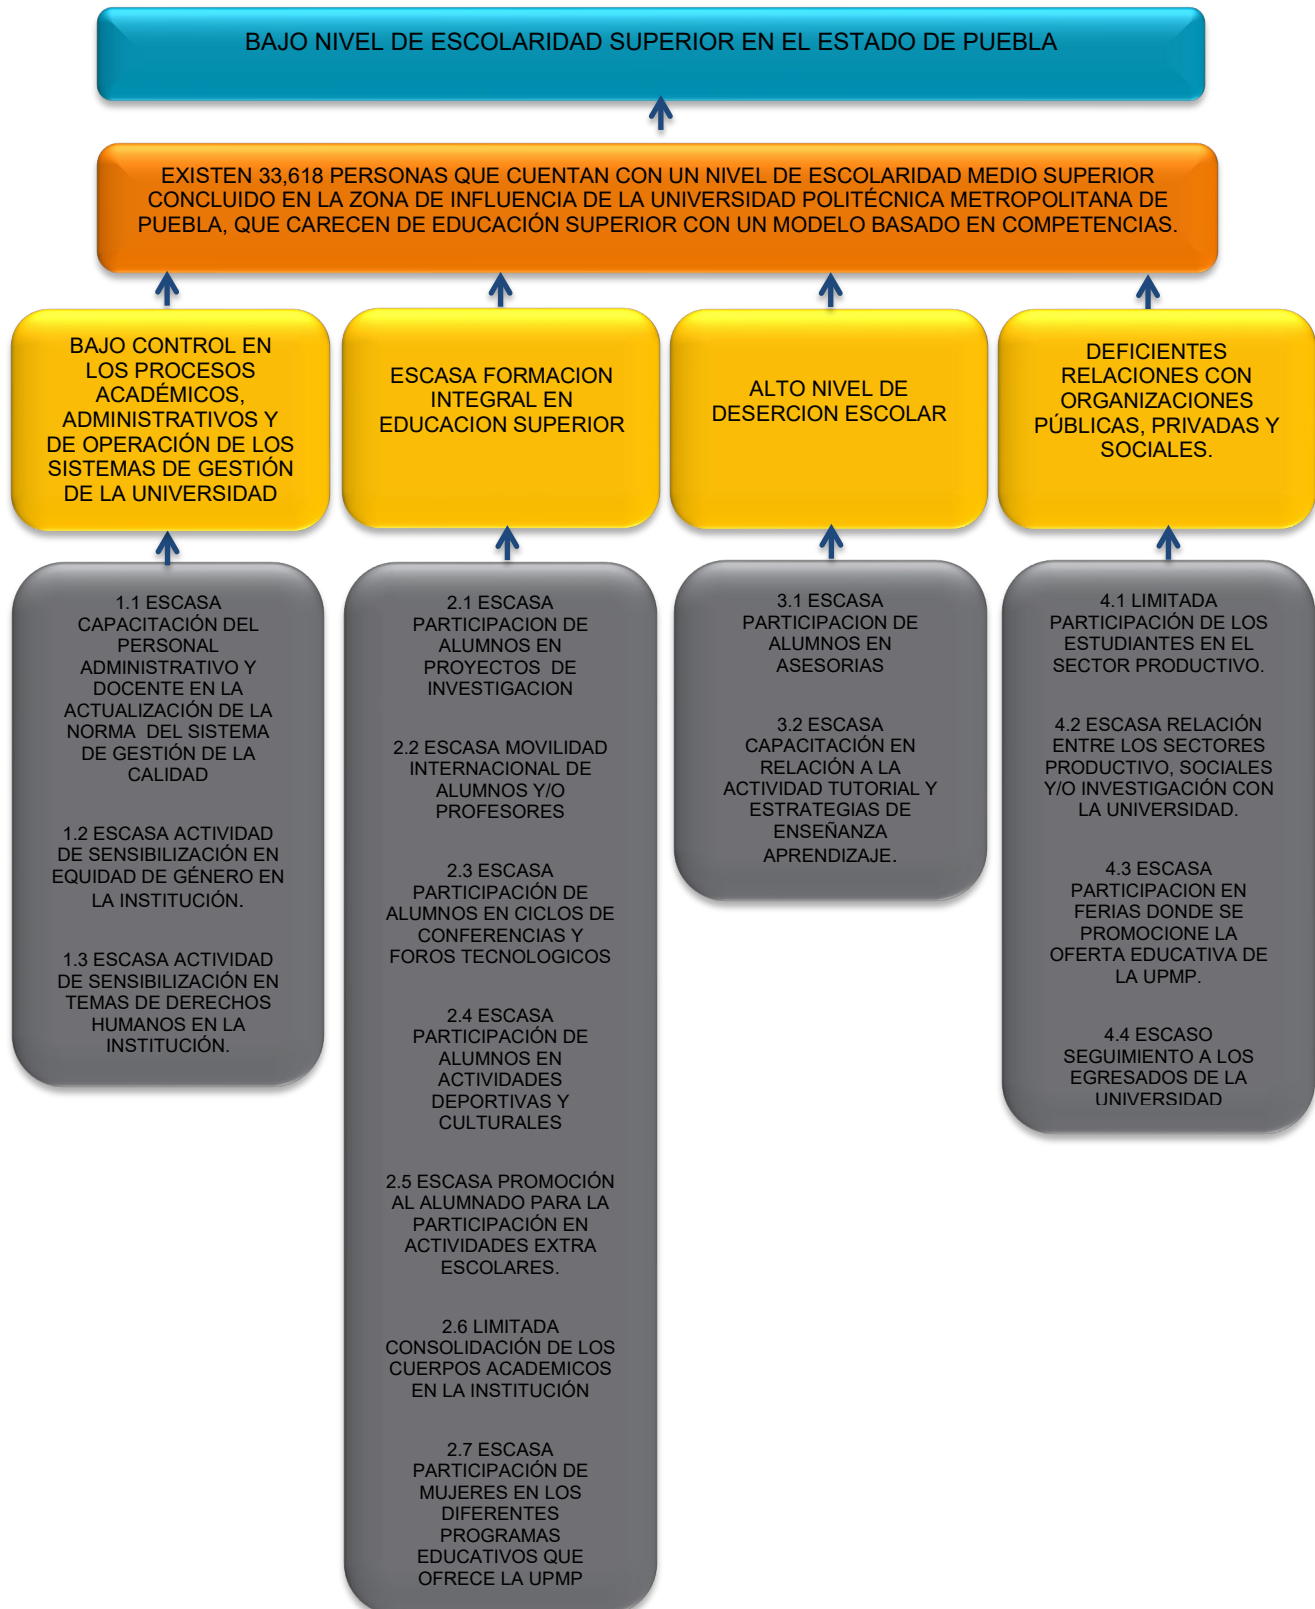 BAJO NIVEL DE ESCOLARIDAD SUPERIOR EN EL ESTADO DE PUEBLA
EXISTEN 33,618 PERSONAS QUE CUENTAN CON UN NIVEL DE ESCOLARIDAD MEDIO SUPERIOR
CONCLUIDO EN LA ZONA DE INFLUENCIA DE LA UNIVERSIDAD POLITÉCNICA METROPOLITANA DE
PUEBLA, QUE CARECEN DE EDUCACIÓN SUPERIOR CON UN MODELO BASADO EN COMPETENCIAS.
BAJO CONTROL EN
LOS PROCESOS
ACADÉMICOS,
ADMINISTRATIVOS Y
DE OPERACIÓN DE LOS
SISTEMAS DE GESTIÓN
DE LA UNIVERSIDAD
ESCASA FORMACION
INTEGRAL EN
EDUCACION SUPERIOR
ALTO NIVEL DE
DESERCION ESCOLAR
DEFICIENTES
RELACIONES CON
ORGANIZACIONES
PÚBLICAS, PRIVADAS Y
SOCIALES.
1.1 ESCASA
CAPACITACIÓN DEL
PERSONAL
ADMINISTRATIVO Y
DOCENTE EN LA
ACTUALIZACIÓN DE LA
NORMA DEL SISTEMA
DE GESTIÓN DE LA
CALIDAD
1.2 ESCASA ACTIVIDAD
DE SENSIBILIZACIÓN EN
EQUIDAD DE GÉNERO EN
LA INSTITUCIÓN.
1.3 ESCASA ACTIVIDAD
DE SENSIBILIZACIÓN EN
TEMAS DE DERECHOS
HUMANOS EN LA
INSTITUCIÓN.
2.1 ESCASA
PARTICIPACION DE
ALUMNOS EN
PROYECTOS DE
INVESTIGACION
2.2 ESCASA MOVILIDAD
INTERNACIONAL DE
ALUMNOS Y/O
PROFESORES
2.3 ESCASA
PARTICIPACIÓN DE
ALUMNOS EN CICLOS DE
CONFERENCIAS Y
FOROS TECNOLOGICOS
2.4 ESCASA
PARTICIPACIÓN DE
ALUMNOS EN
ACTIVIDADES
DEPORTIVAS Y
CULTURALES
2.5 ESCASA PROMOCIÓN
AL ALUMNADO PARA LA
PARTICIPACIÓN EN
ACTIVIDADES EXTRA
ESCOLARES.
2.6 LIMITADA
CONSOLIDACIÓN DE LOS
CUERPOS ACADEMICOS
EN LA INSTITUCIÓN
2.7 ESCASA
PARTICIPACIÓN DE
MUJERES EN LOS
DIFERENTES
PROGRAMAS
EDUCATIVOS QUE
OFRECE LA UPMP
3.1 ESCASA
PARTICIPACION DE
ALUMNOS EN
ASESORIAS
3.2 ESCASA
CAPACITACIÓN EN
RELACIÓN A LA
ACTIVIDAD TUTORIAL Y
ESTRATEGIAS DE
ENSEÑANZA
APRENDIZAJE.
4.1 LIMITADA
PARTICIPACIÓN DE LOS
ESTUDIANTES EN EL
SECTOR PRODUCTIVO.
4.2 ESCASA RELACIÓN
ENTRE LOS SECTORES
PRODUCTIVO, SOCIALES
Y/O INVESTIGACIÓN CON
LA UNIVERSIDAD.
4.3 ESCASA
PARTICIPACION EN
FERIAS DONDE SE
PROMOCIONE LA
OFERTA EDUCATIVA DE
LA UPMP.
4.4 ESCASO
SEGUIMIENTO A LOS
EGRESADOS DE LA
UNIVERSIDAD